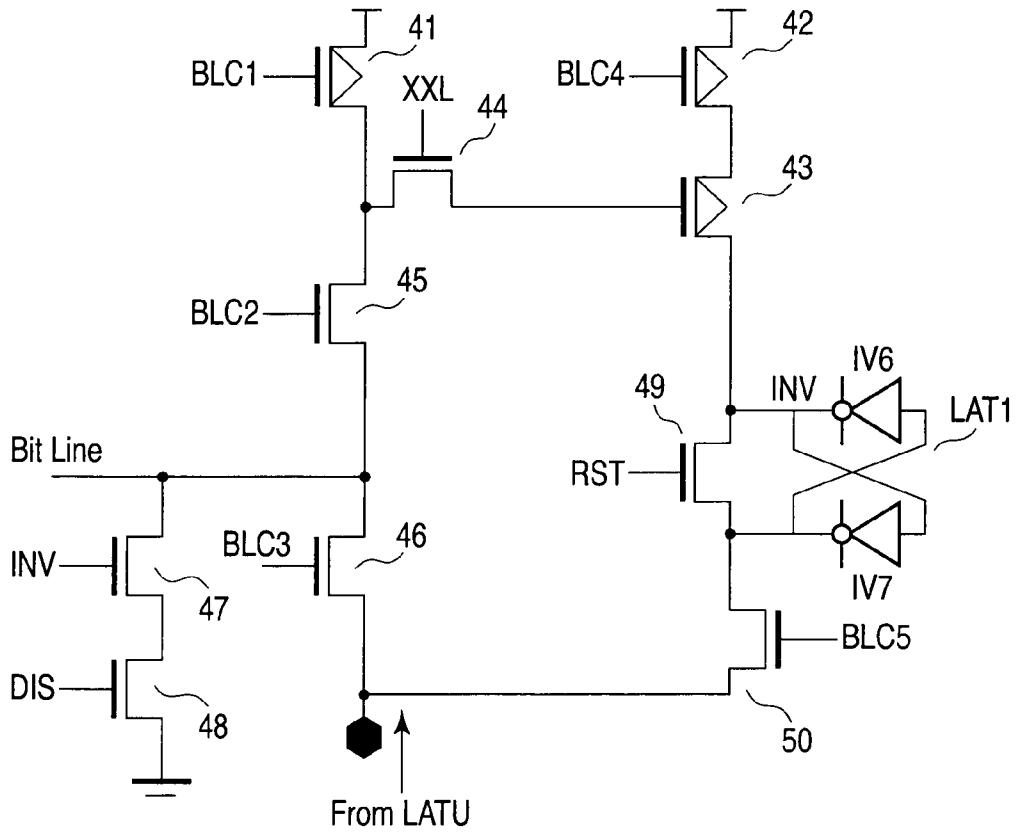 41
42
BLC1
BLC4
XXL
44
43
45
BLC2
IV6
INV
49
LAT1
Bit Line
RST
BLC3
46
INV
47
IV7
BLC5
DIS
48
50
From LATU